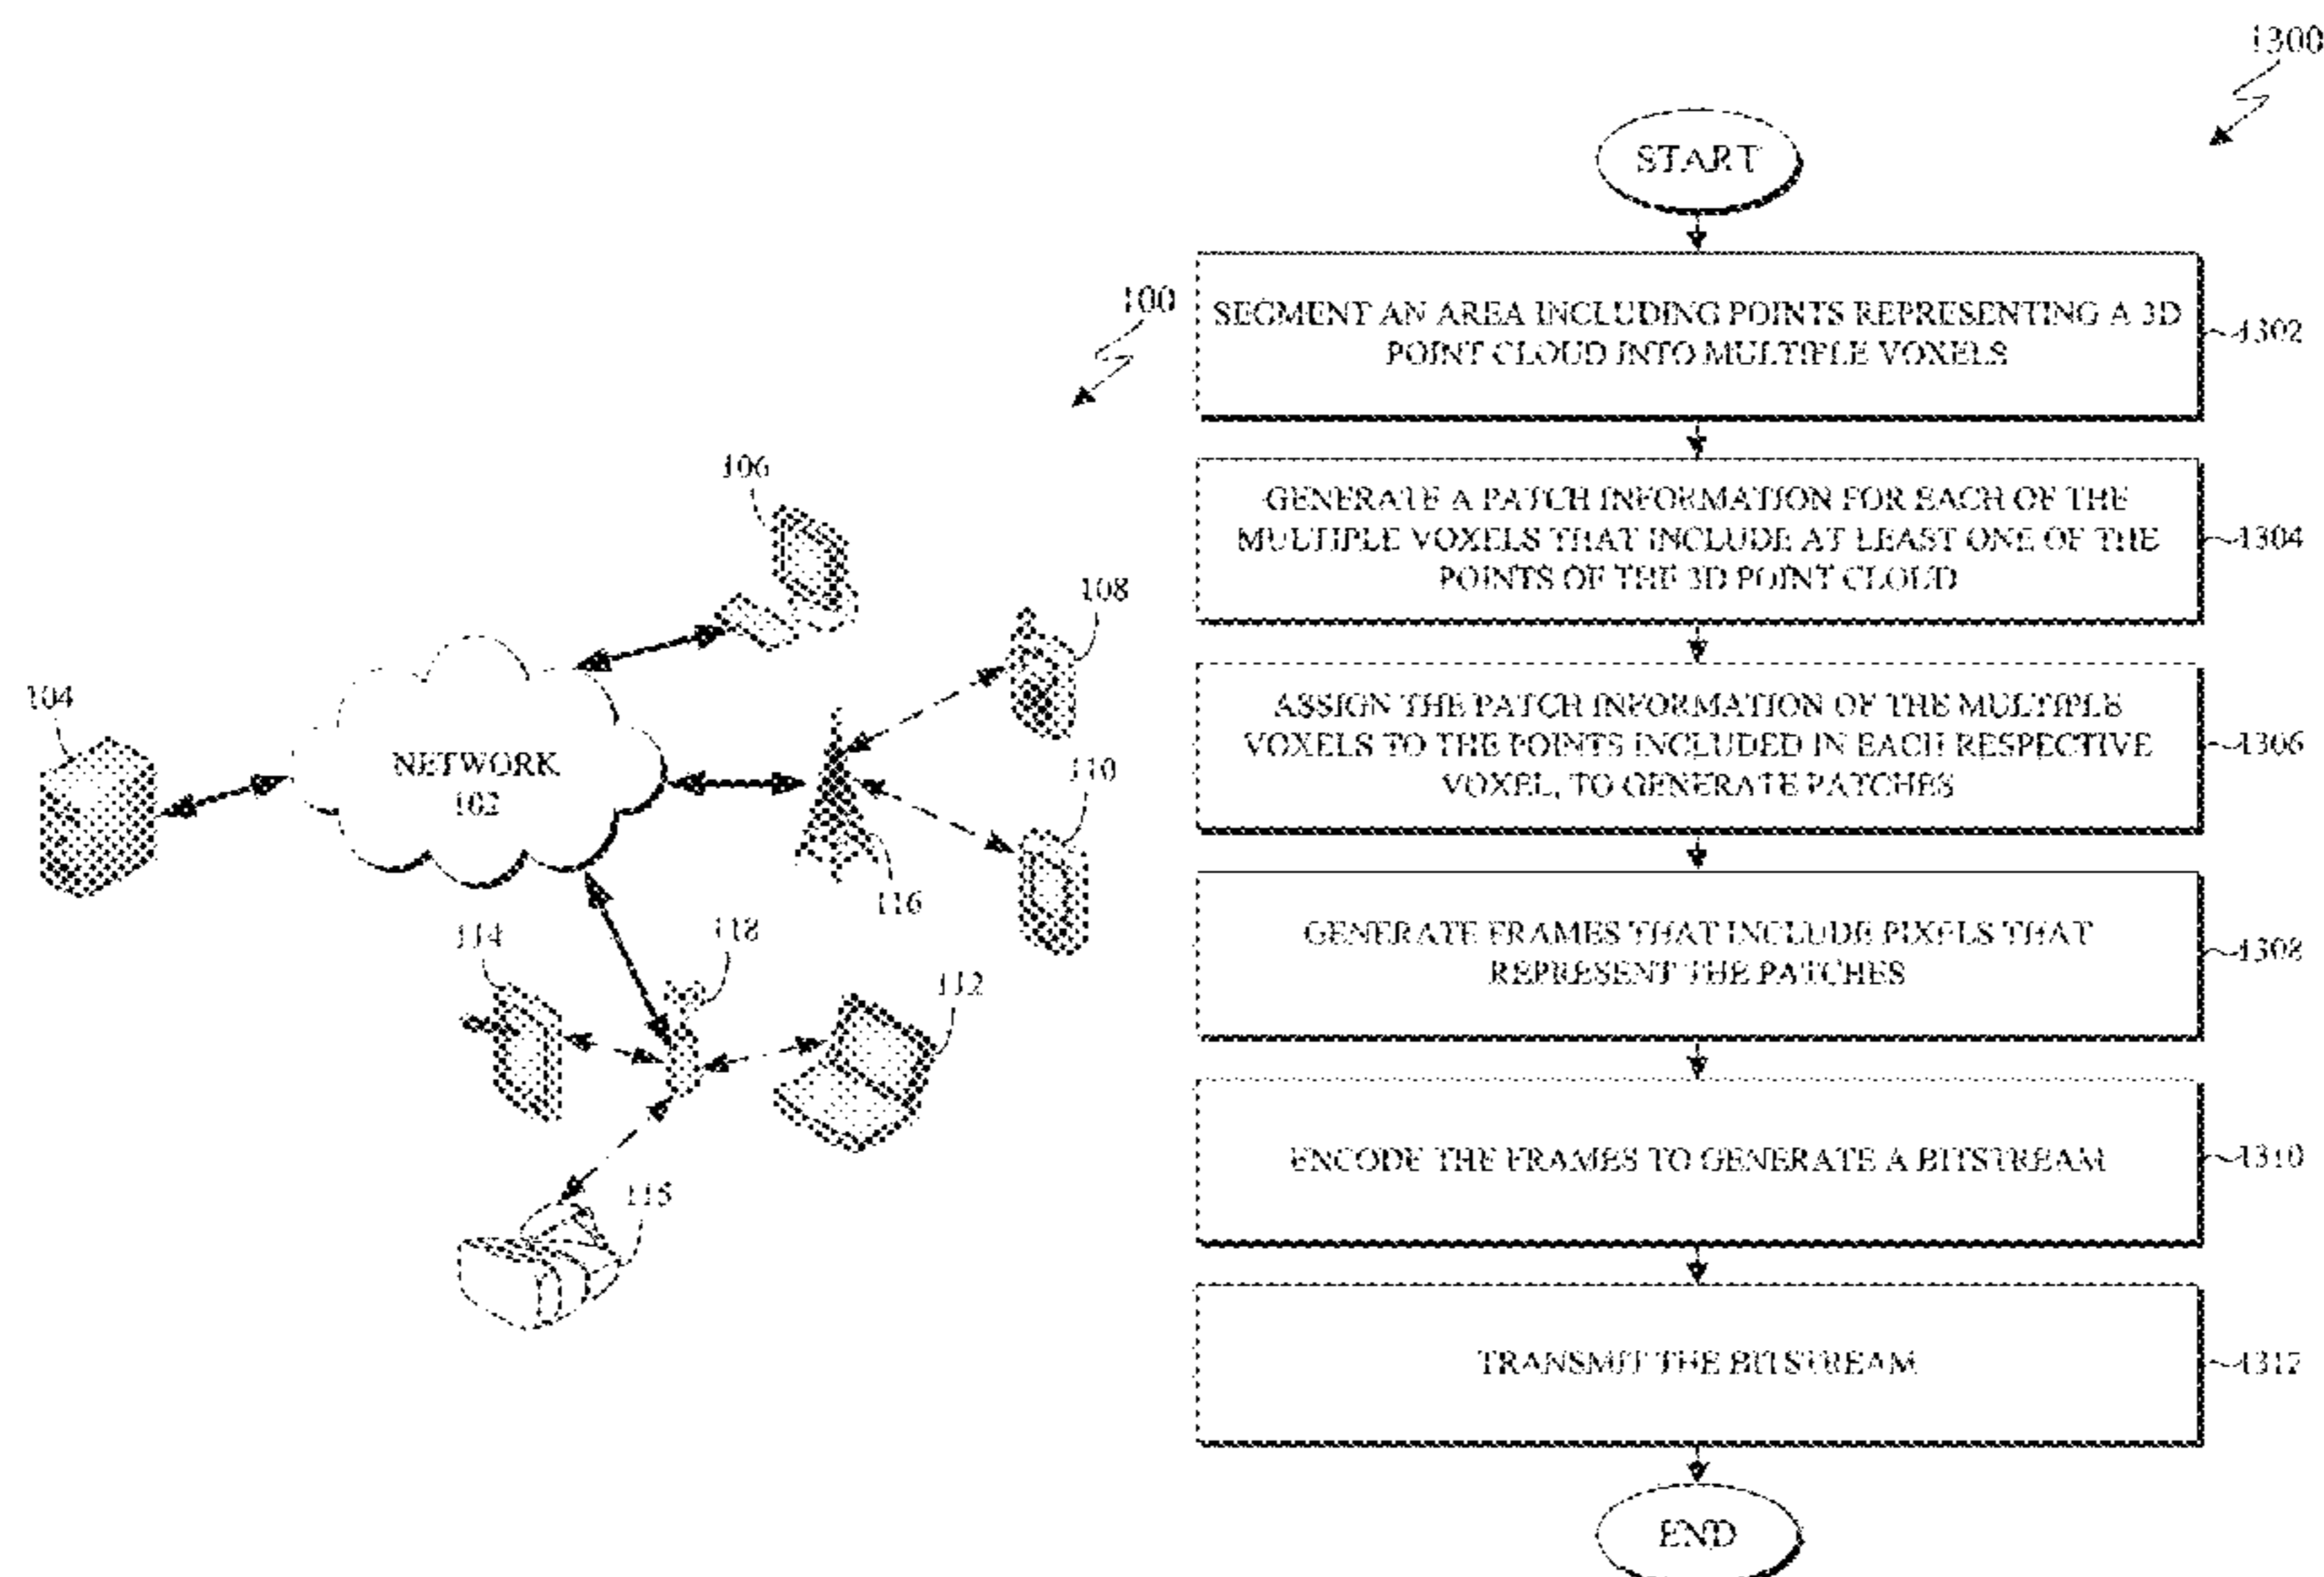 1300
START
100
SEGMENT AN AREA INCLUDING POINTS REPRESENTING A 3D
POINT CLOUD INTO MULTIPLE VOXELS
1302
GENERATE A PATCH INFORMATION FOR EACH OF THE
MULTIPLE VOXELS THAT INCLUDE AT LEAST ONE OF THE
POINTS OF THE 3D POINT CLOUD
1304
ASSIGN THE PATCH INFORMATION OF THE MULTIPLE
VOXELS TO THE POINTS INCLUDED IN EACH RESPECTIVE
VOXEL, TO GENERATE PATCHES
1306
GENERATE FRAMES THAT INCLUDE PIXELS THAT
REPRESENT THE PATCHES
1308
ENCODE THE FRAMES TO GENERATE A BITSTREAM
1310
TRANSMIT THE BITSTREAM
1312
END
106
108
104
NETWORK
102
110
116
114
118
112
115